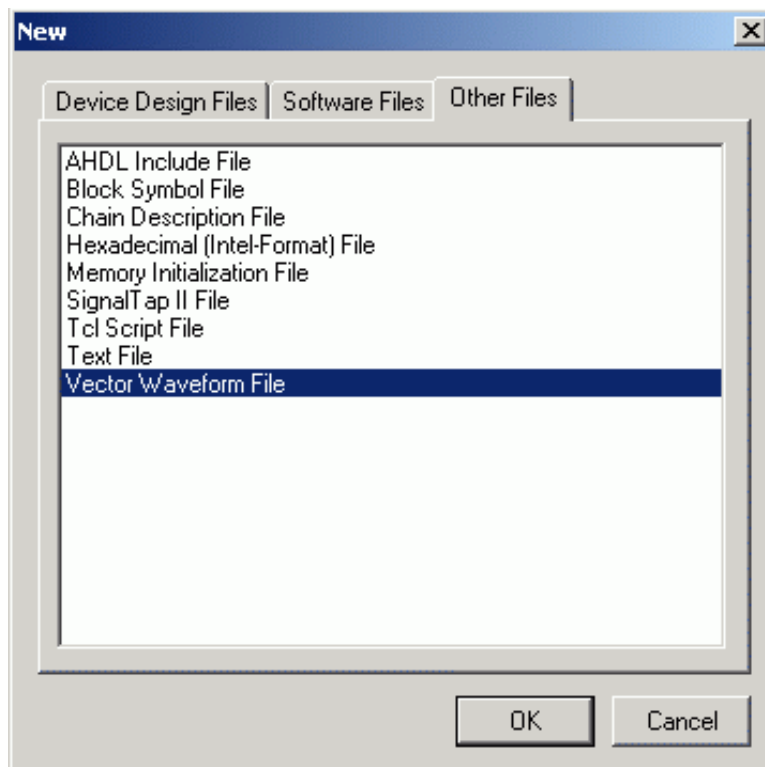 New
Device Design Files Software Files Other Files
AHDL Include File
Block Symbol File
Chain Description File
Hexadecimal (Intel-Format) File
Memory Initialization File
SignalTap II File
Tcl Script File
Text File
Vector Waveform File
OK Cancel